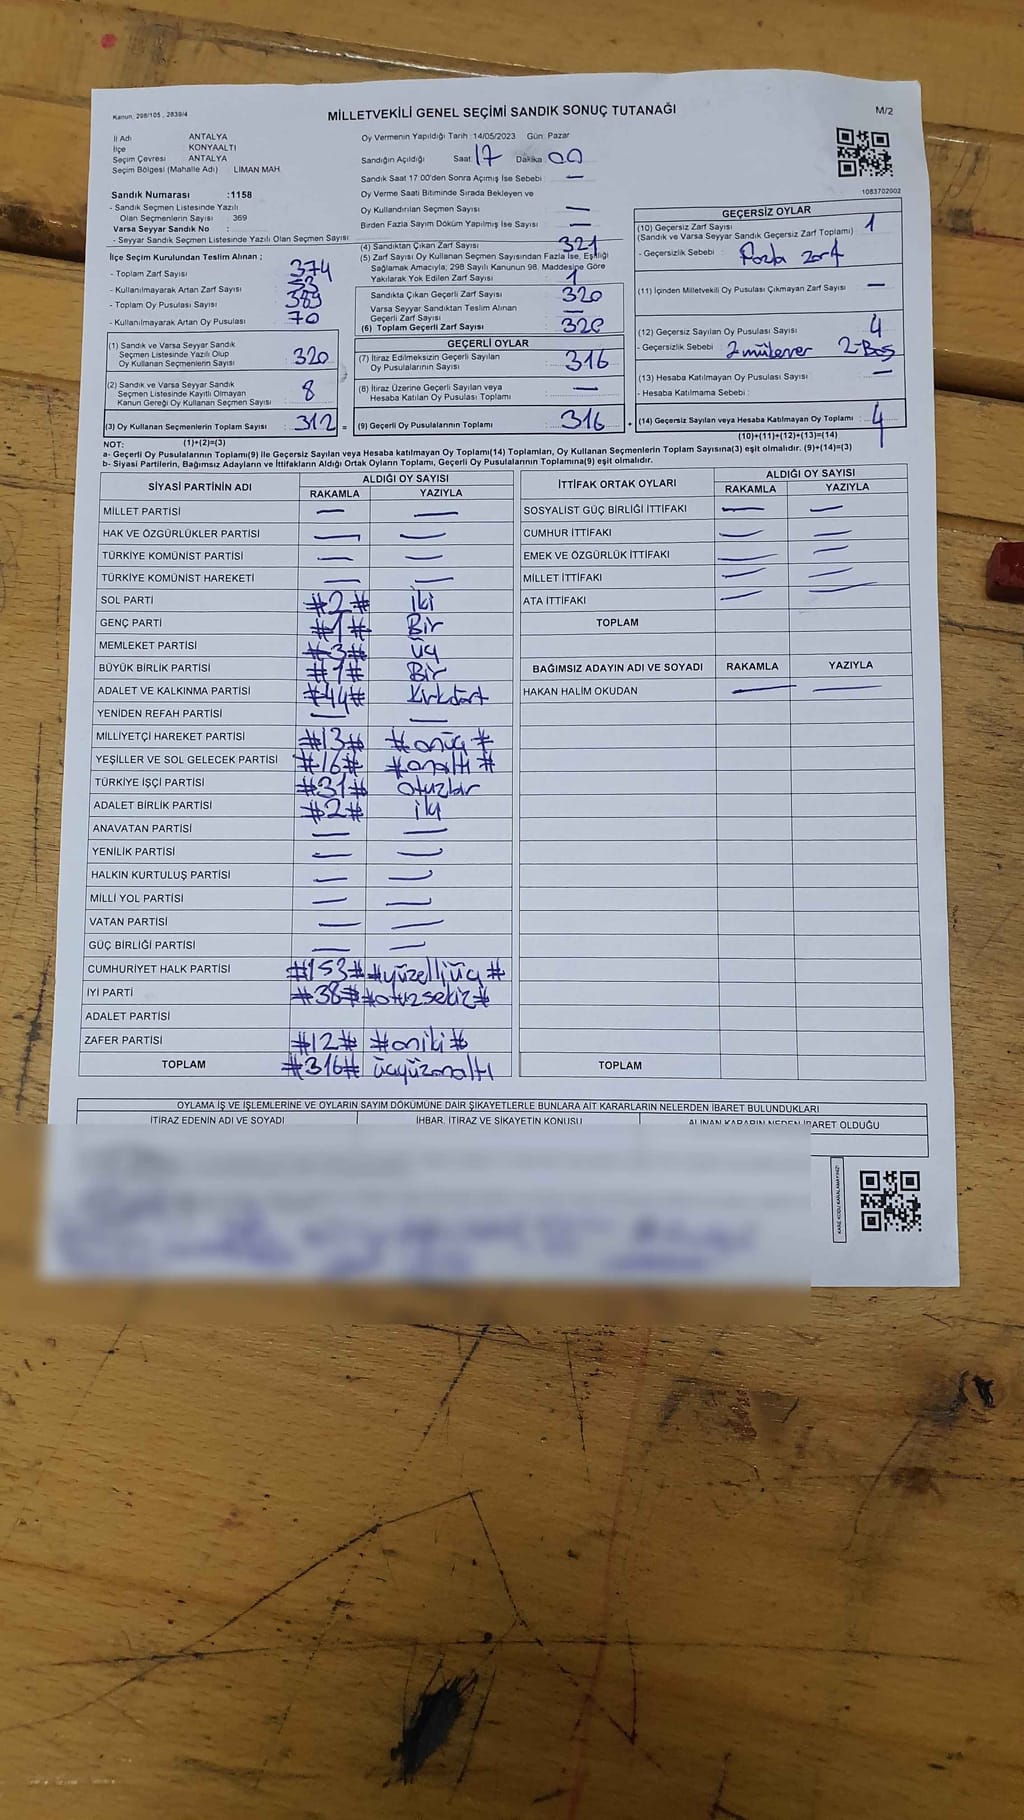 Kanun: 298/105 , 2839/4
MİLLETVEKİLİ GENEL SEÇİMİ SANDIK SONUÇ TUTANAĞI
M/2
İl Adı ANTALYA
İlçe KONYAALTI
Seçim Çevresi ANTALYA
Seçim Bölgesi (Mahalle Adı) LİMAN MAH
Sandık Numarası :1158
- Sandık Seçmen Listesinde Yazılı
Olan Seçmenlerin Sayısı : 369
Varsa Seyyar Sandık No :
- Seyyar Sandık Seçmen Listesinde Yazılı Olan Seçmen Sayısı:
İlçe Seçim Kurulundan Teslim Alınan ;
- Toplam Zarf Sayısı : 374
- Kullanılmayarak Artan Zarf Sayısı : 53
- Toplam Oy Pusulası Sayısı : 389
- Kullanılmayarak Artan Oy Pusulası : 70
(1) Sandık ve Varsa Seyyar Sandık
Seçmen Listesinde Yazılı Olup
Oy Kullanan Seçmenlerin Sayısı : 320
(2) Sandık ve Varsa Seyyar Sandık
Seçmen Listesinde Kayıtlı Olmayan
Kanun Gereği Oy Kullanan Seçmen Sayısı : 8
(3) Oy Kullanan Seçmenlerin Toplam Sayısı : 312 =
Oy Vermenin Yapıldığı Tarih :14/05/2023 Gün: Pazar
Sandığın Açıldığı Saat 17 Dakika 00
Sandık Saat 17.00'den Sonra Açımış İse Sebebi : —
Oy Verme Saati Bitiminde Sırada Bekleyen ve
Oy Kullandırılan Seçmen Sayısı : —
Birden Fazla Sayım Döküm Yapılmış İse Sayısı : —
(4) Sandıktan Çıkan Zarf Sayısı : 321
(5) Zarf Sayısı Oy Kullanan Seçmen Sayısından Fazla İse, Eşitliği
Sağlamak Amacıyla; 298 Sayılı Kanunun 98. Maddesine Göre
Yakılarak Yok Edilen Zarf Sayısı : 1
Sandıkta Çıkan Geçerli Zarf Sayısı : 320
Varsa Seyyar Sandıktan Teslim Alınan
Geçerli Zarf Sayısı : —
(6) Toplam Geçerli Zarf Sayısı : 320
GEÇERLİ OYLAR
(7) İtiraz Edilmeksizin Geçerli Sayılan
Oy Pusulalarının Sayısı : 316
(8) İtiraz Üzerine Geçerli Sayılan veya
Hesaba Katılan Oy Pusulası Toplamı : —
(9) Geçerli Oy Pusulalarının Toplamı : 316 +
1083702002
GEÇERSİZ OYLAR
(10) Geçersiz Zarf Sayısı : 1
(Sandık ve Varsa Seyyar Sandık Geçersiz Zarf Toplamı)
- Geçersizlik Sebebi : Fazla zarf
(11) İçinden Milletvekili Oy Pusulası Çıkmayan Zarf Sayısı : —
(12) Geçersiz Sayılan Oy Pusulası Sayısı : 4
- Geçersizlik Sebebi : 2-Boş
(13) Hesaba Katılmayan Oy Pusulası Sayısı : —
- Hesaba Katılmama Sebebi :
(14) Geçersiz Sayılan veya Hesaba Katılmayan Oy Toplamı : 4
(10)+(11)+(12)+(13)=(14)
NOT: (1)+(2)=(3)
a- Geçerli Oy Pusulalarının Toplamı(9) ile Geçersiz Sayılan veya Hesaba katılmayan Oy Toplamı(14) Toplamları, Oy Kullanan Seçmenlerin Toplam Sayısına(3) eşit olmalıdır. (9)+(14)=(3)
b- Siyasi Partilerin, Bağımsız Adayların ve İttifakların Aldığı Ortak Oyların Toplamı, Geçerli Oy Pusulalarının Toplamına(9) eşit olmalıdır.
SİYASİ PARTİNİN ADI ALDIĞI OY SAYISI
RAKAMLA YAZIYLA
MİLLET PARTİSİ — —
HAK VE ÖZGÜRLÜKLER PARTİSİ — —
TÜRKİYE KOMÜNİST PARTİSİ — —
TÜRKİYE KOMÜNİST HAREKETİ — —
SOL PARTİ #2# iki
GENÇ PARTİ #1# Bir
MEMLEKET PARTİSİ #3# üç
BÜYÜK BİRLİK PARTİSİ #1# Bir
ADALET VE KALKINMA PARTİSİ #44# kırkdört
YENİDEN REFAH PARTİSİ — —
MİLLİYETÇİ HAREKET PARTİSİ #13# #onüç#
YEŞİLLER VE SOL GELECEK PARTİSİ #16# #onaltı#
TÜRKİYE İŞÇİ PARTİSİ #31# otuzbir
ADALET BİRLİK PARTİSİ #2# iki
ANAVATAN PARTİSİ — —
YENİLİK PARTİSİ — —
HALKIN KURTULUŞ PARTİSİ — —
MİLLİ YOL PARTİSİ — —
VATAN PARTİSİ — —
GÜÇ BİRLİĞİ PARTİSİ — —
CUMHURİYET HALK PARTİSİ #153# #yüzelliüç#
İYİ PARTİ #38# #otuzsekiz#
ADALET PARTİSİ
ZAFER PARTİSİ #12# #oniki#
TOPLAM #316# üçyüzonaltı
İTTİFAK ORTAK OYLARI ALDIĞI OY SAYISI
RAKAMLA YAZIYLA
SOSYALİST GÜÇ BİRLİĞİ İTTİFAKI — —
CUMHUR İTTİFAKI — —
EMEK VE ÖZGÜRLÜK İTTİFAKI — —
MİLLET İTTİFAKI — —
ATA İTTİFAKI — —
TOPLAM
BAĞIMSIZ ADAYIN ADI VE SOYADI RAKAMLA YAZIYLA
HAKAN HALİM OKUDAN — —
TOPLAM
OYLAMA İŞ VE İŞLEMLERİNE VE OYLARIN SAYIM DÖKÜMÜNE DAİR ŞİKAYETLERLE BUNLARA AİT KARARLARIN NELERDEN İBARET BULUNDUKLARI
İTİRAZ EDENİN ADI VE SOYADI İHBAR, İTİRAZ VE ŞİKAYETİN KONUSU ALINAN KARARIN NEDEN İBARET OLDUĞU
KARE KODU KARALAMAYINIZ!